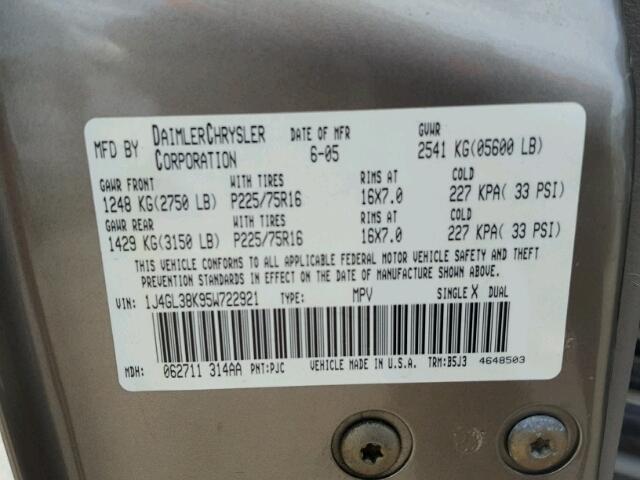 MFD BY DAIMLERCHRYSLER CORPORATION DATE OF MFR 6-05 GVWR 2541 KG(05600 LB)
GAWR FRONT WITH TIRES RIMS AT COLD
1248 KG(2750 LB) P225/75R16 16X7.0 227 KPA( 33 PSI)
GAWR REAR WITH TIRES RIMS AT COLD
1429 KG(3150 LB) P225/75R16 16X7.0 227 KPA( 33 PSI)
THIS VEHICLE CONFORMS TO ALL APPLICABLE FEDERAL MOTOR VEHICLE SAFETY AND THEFT
PREVENTION STANDARDS IN EFFECT ON THE DATE OF MANUFACTURE SHOWN ABOVE.
VIN: 1J4GL38K95W722921 TYPE: MPV SINGLE X DUAL
MDH: 062711 314AA PNT:PJC VEHICLE MADE IN U.S.A. TRM:B5J3 4648503